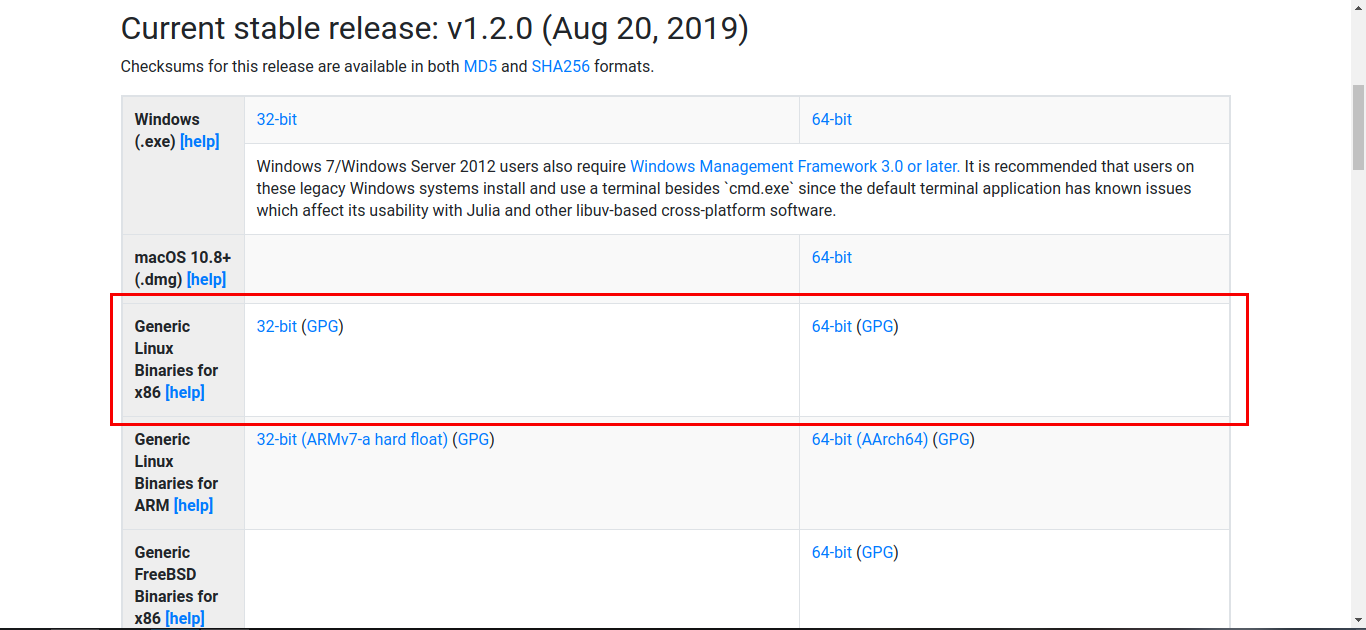 Current stable release: v1.2.0 (Aug 20, 2019)
Checksums for this release are available in both MD5 and SHA256 formats.
Windows
(.exe) [help]
32-bit
64-bit
Windows 7/Windows Server 2012 users also require Windows Management Framework 3.0 or later. It is recommended that users on
these legacy Windows systems install and use a terminal besides `cmd.exe` since the default terminal application has known issues
which affect its usability with Julia and other libuv-based cross-platform software.
macOS 10.8+
(.dmg) [help]
64-bit
Generic
Linux
Binaries for
x86 [help]
32-bit (GPG)
64-bit (GPG)
Generic
Linux
Binaries for
ARM [help]
32-bit (ARMv7-a hard float) (GPG)
64-bit (AArch64) (GPG)
Generic
FreeBSD
Binaries for
x86 [help]
64-bit (GPG)